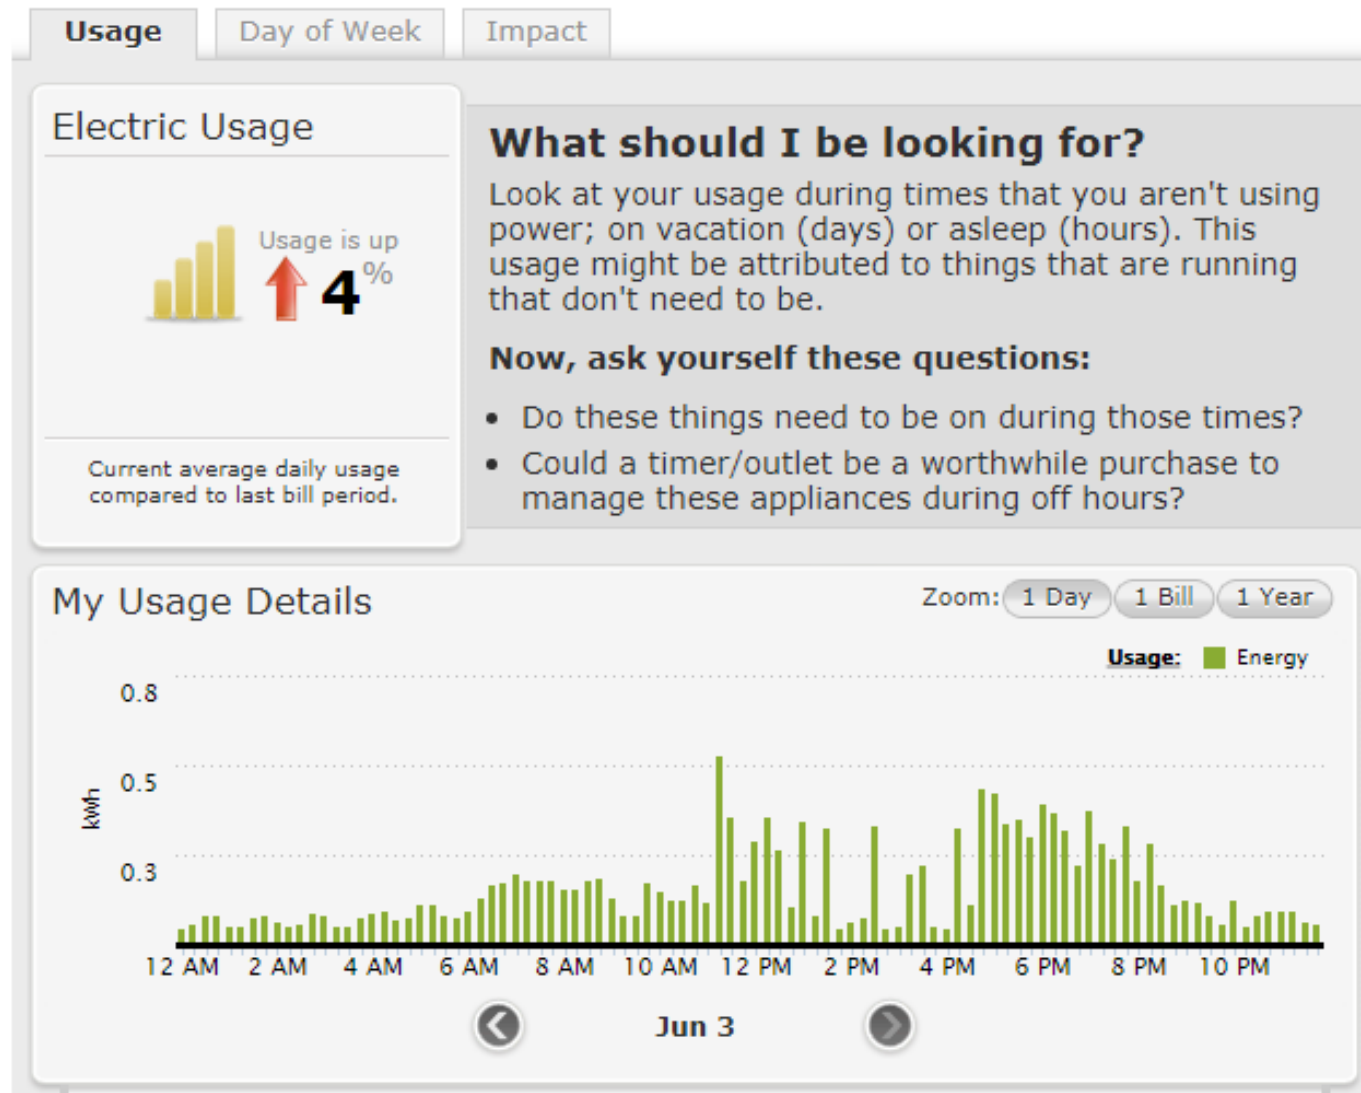 Usage
Day of Week
Impact
Electric Usage
Usage is up
4%
Current average daily usage
compared to last bill period.
What should I be looking for?
Look at your usage during times that you aren't using
power; on vacation (days) or asleep (hours). This
usage might be attributed to things that are running
that don't need to be.
Now, ask yourself these questions:
• Do these things need to be on during those times?
• Could a timer/outlet be a worthwhile purchase to
manage these appliances during off hours?
My Usage Details
Zoom: 1 Day 1 Bill 1 Year
Usage: Energy
0.8
0.5
kWh
0.3
12 AM 2 AM 4 AM 6 AM 8 AM 10 AM 12 PM 2 PM 4 PM 6 PM 8 PM 10 PM
Jun 3